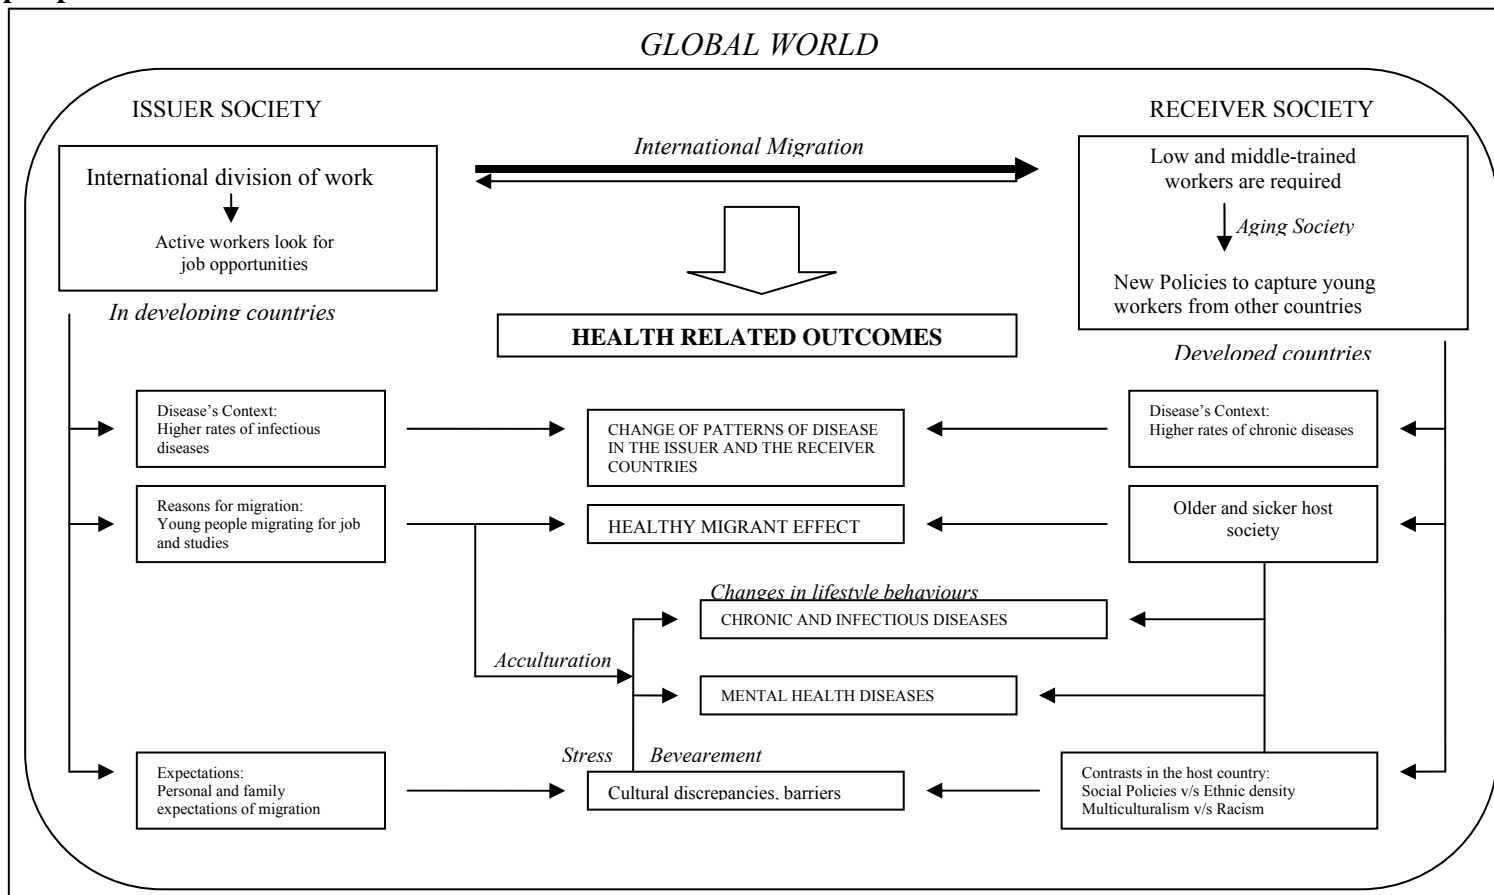 GLOBAL WORLD
ISSUER SOCIETY
RECEIVER SOCIETY
International division of work
Active workers look for
job opportunities
In developing countries
International Migration
Low and middle-trained
workers are required
Aging Society
New Policies to capture young
workers from other countries
Developed countries
HEALTH RELATED OUTCOMES
Disease's Context:
Higher rates of infectious
diseases
CHANGE OF PATTERNS OF DISEASE
IN THE ISSUER AND THE RECEIVER
COUNTRIES
Disease's Context:
Higher rates of chronic diseases
Reasons for migration:
Young people migrating for job
and studies
HEALTHY MIGRANT EFFECT
Older and sicker host
society
Changes in lifestyle behaviours
CHRONIC AND INFECTIOUS DISEASES
Acculturation
MENTAL HEALTH DISEASES
Stress
Bevearement
Expectations:
Personal and family
expectations of migration
Cultural discrepancies, barriers
Contrasts in the host country:
Social Policies v/s Ethnic density
Multiculturalism v/s Racism